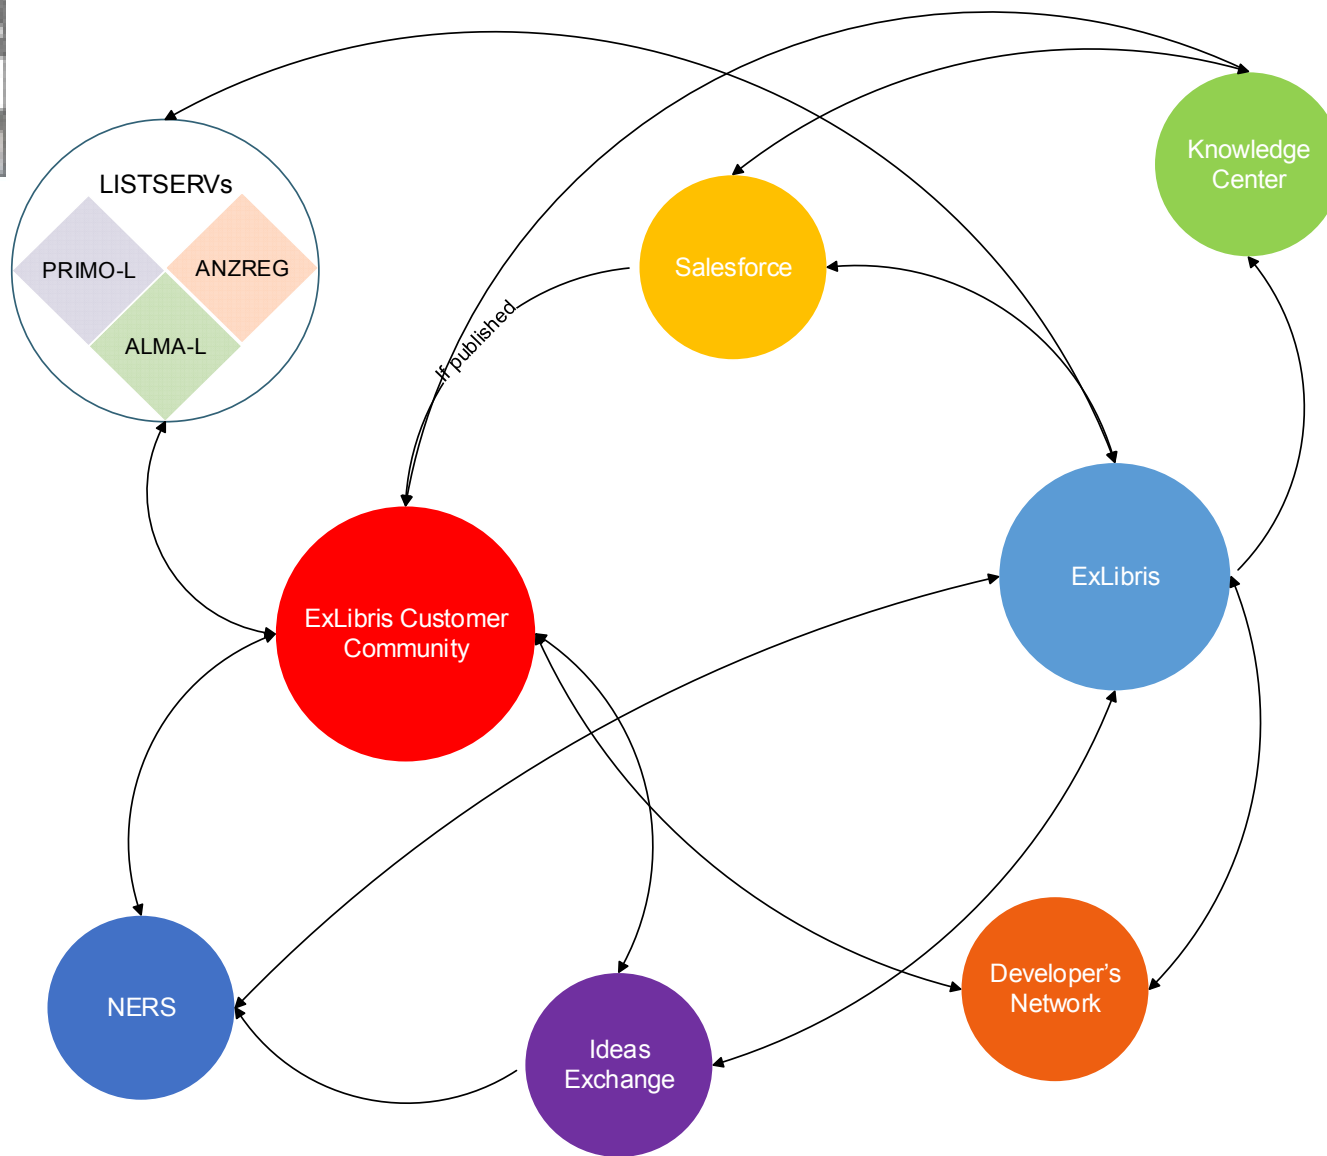 Knowledge
Center
LISTSERVs
PRIMO-L
ANZREG
ALMA-L
Salesforce
If published
ExLibris
ExLibris Customer
Community
NERS
Ideas
Exchange
Developer’s
Network